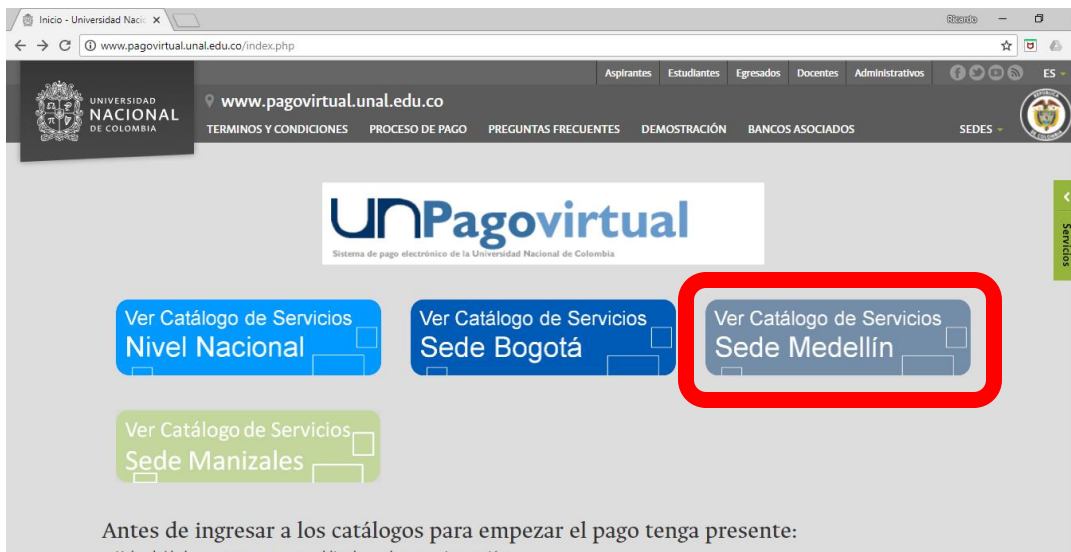 Inicio - Universidad Nacic
Ricardo
www.pagovirtual.unal.edu.co/index.php
Aspirantes Estudiantes Egresados Docentes Administrativos ES
UNIVERSIDAD
NACIONAL
DE COLOMBIA
www.pagovirtual.unal.edu.co
TERMINOS Y CONDICIONES PROCESO DE PAGO PREGUNTAS FRECUENTES DEMOSTRACIÓN BANCOS ASOCIADOS SEDES
UNPagovirtual
Sistema de pago electrónico de la Universidad Nacional de Colombia
Servicios
Ver Catálogo de Servicios
Nivel Nacional
Ver Catálogo de Servicios
Sede Bogotá
Ver Catálogo de Servicios
Sede Medellín
Ver Catálogo de Servicios
Sede Manizales
Antes de ingresar a los catálogos para empezar el pago tenga presente: